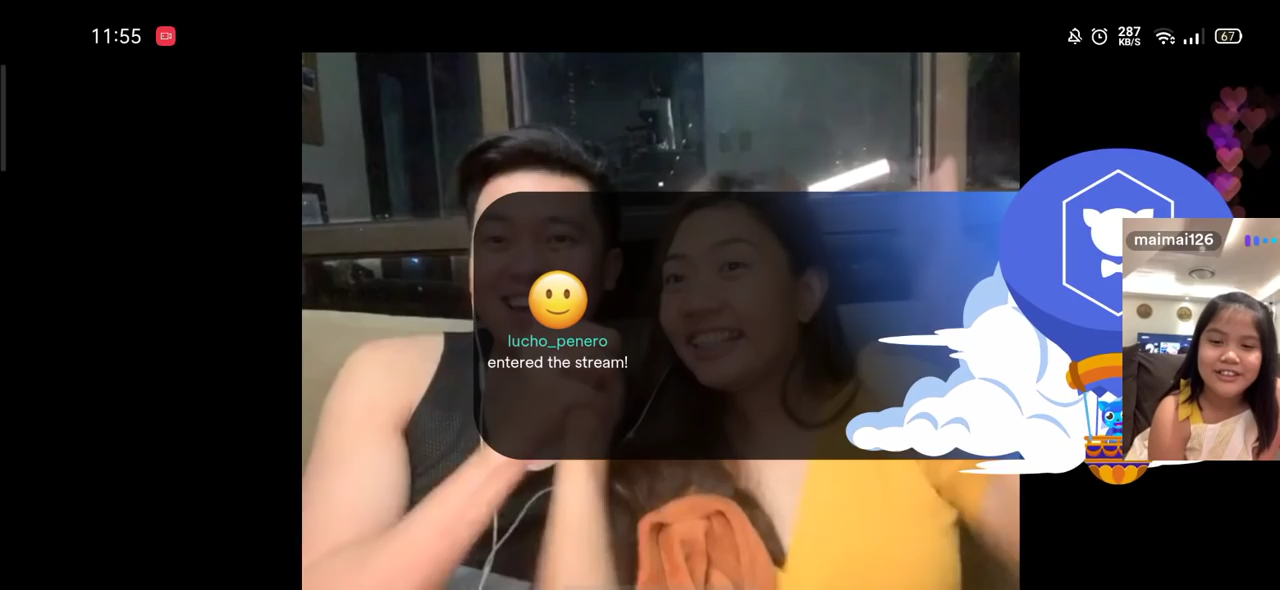 11:55
287
KB/S
67
maimai126
lucho_penero
entered the stream!